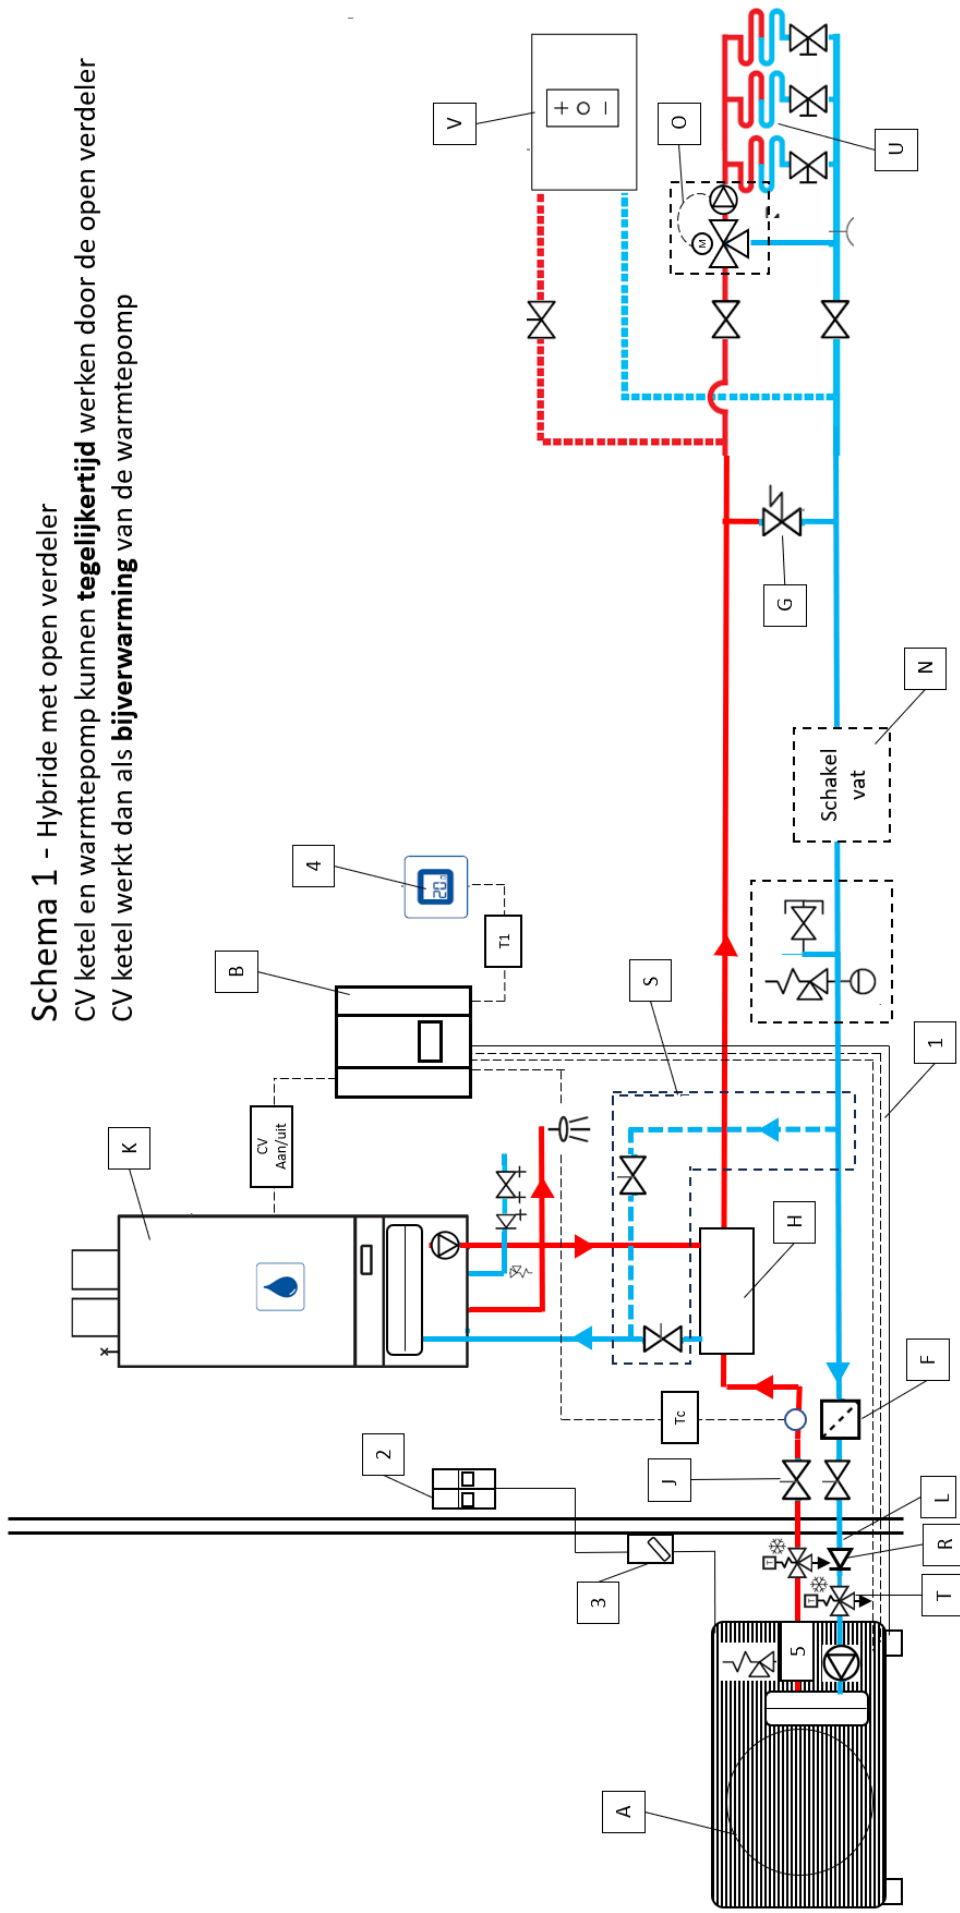 Schema 1 - Hybride met open verdeler
CV ketel en warmtepomp kunnen tegelijkertijd werken door de open verdeler
CV ketel werkt dan als bijverwarming van de warmtepomp
K
CV
Aan/uit
B
4
20.0
T1
V
+
O
–
O
M
U
2
3
Tc
J
S
H
G
Schakel
vat
N
1
F
L
R
T
T
T
5
A